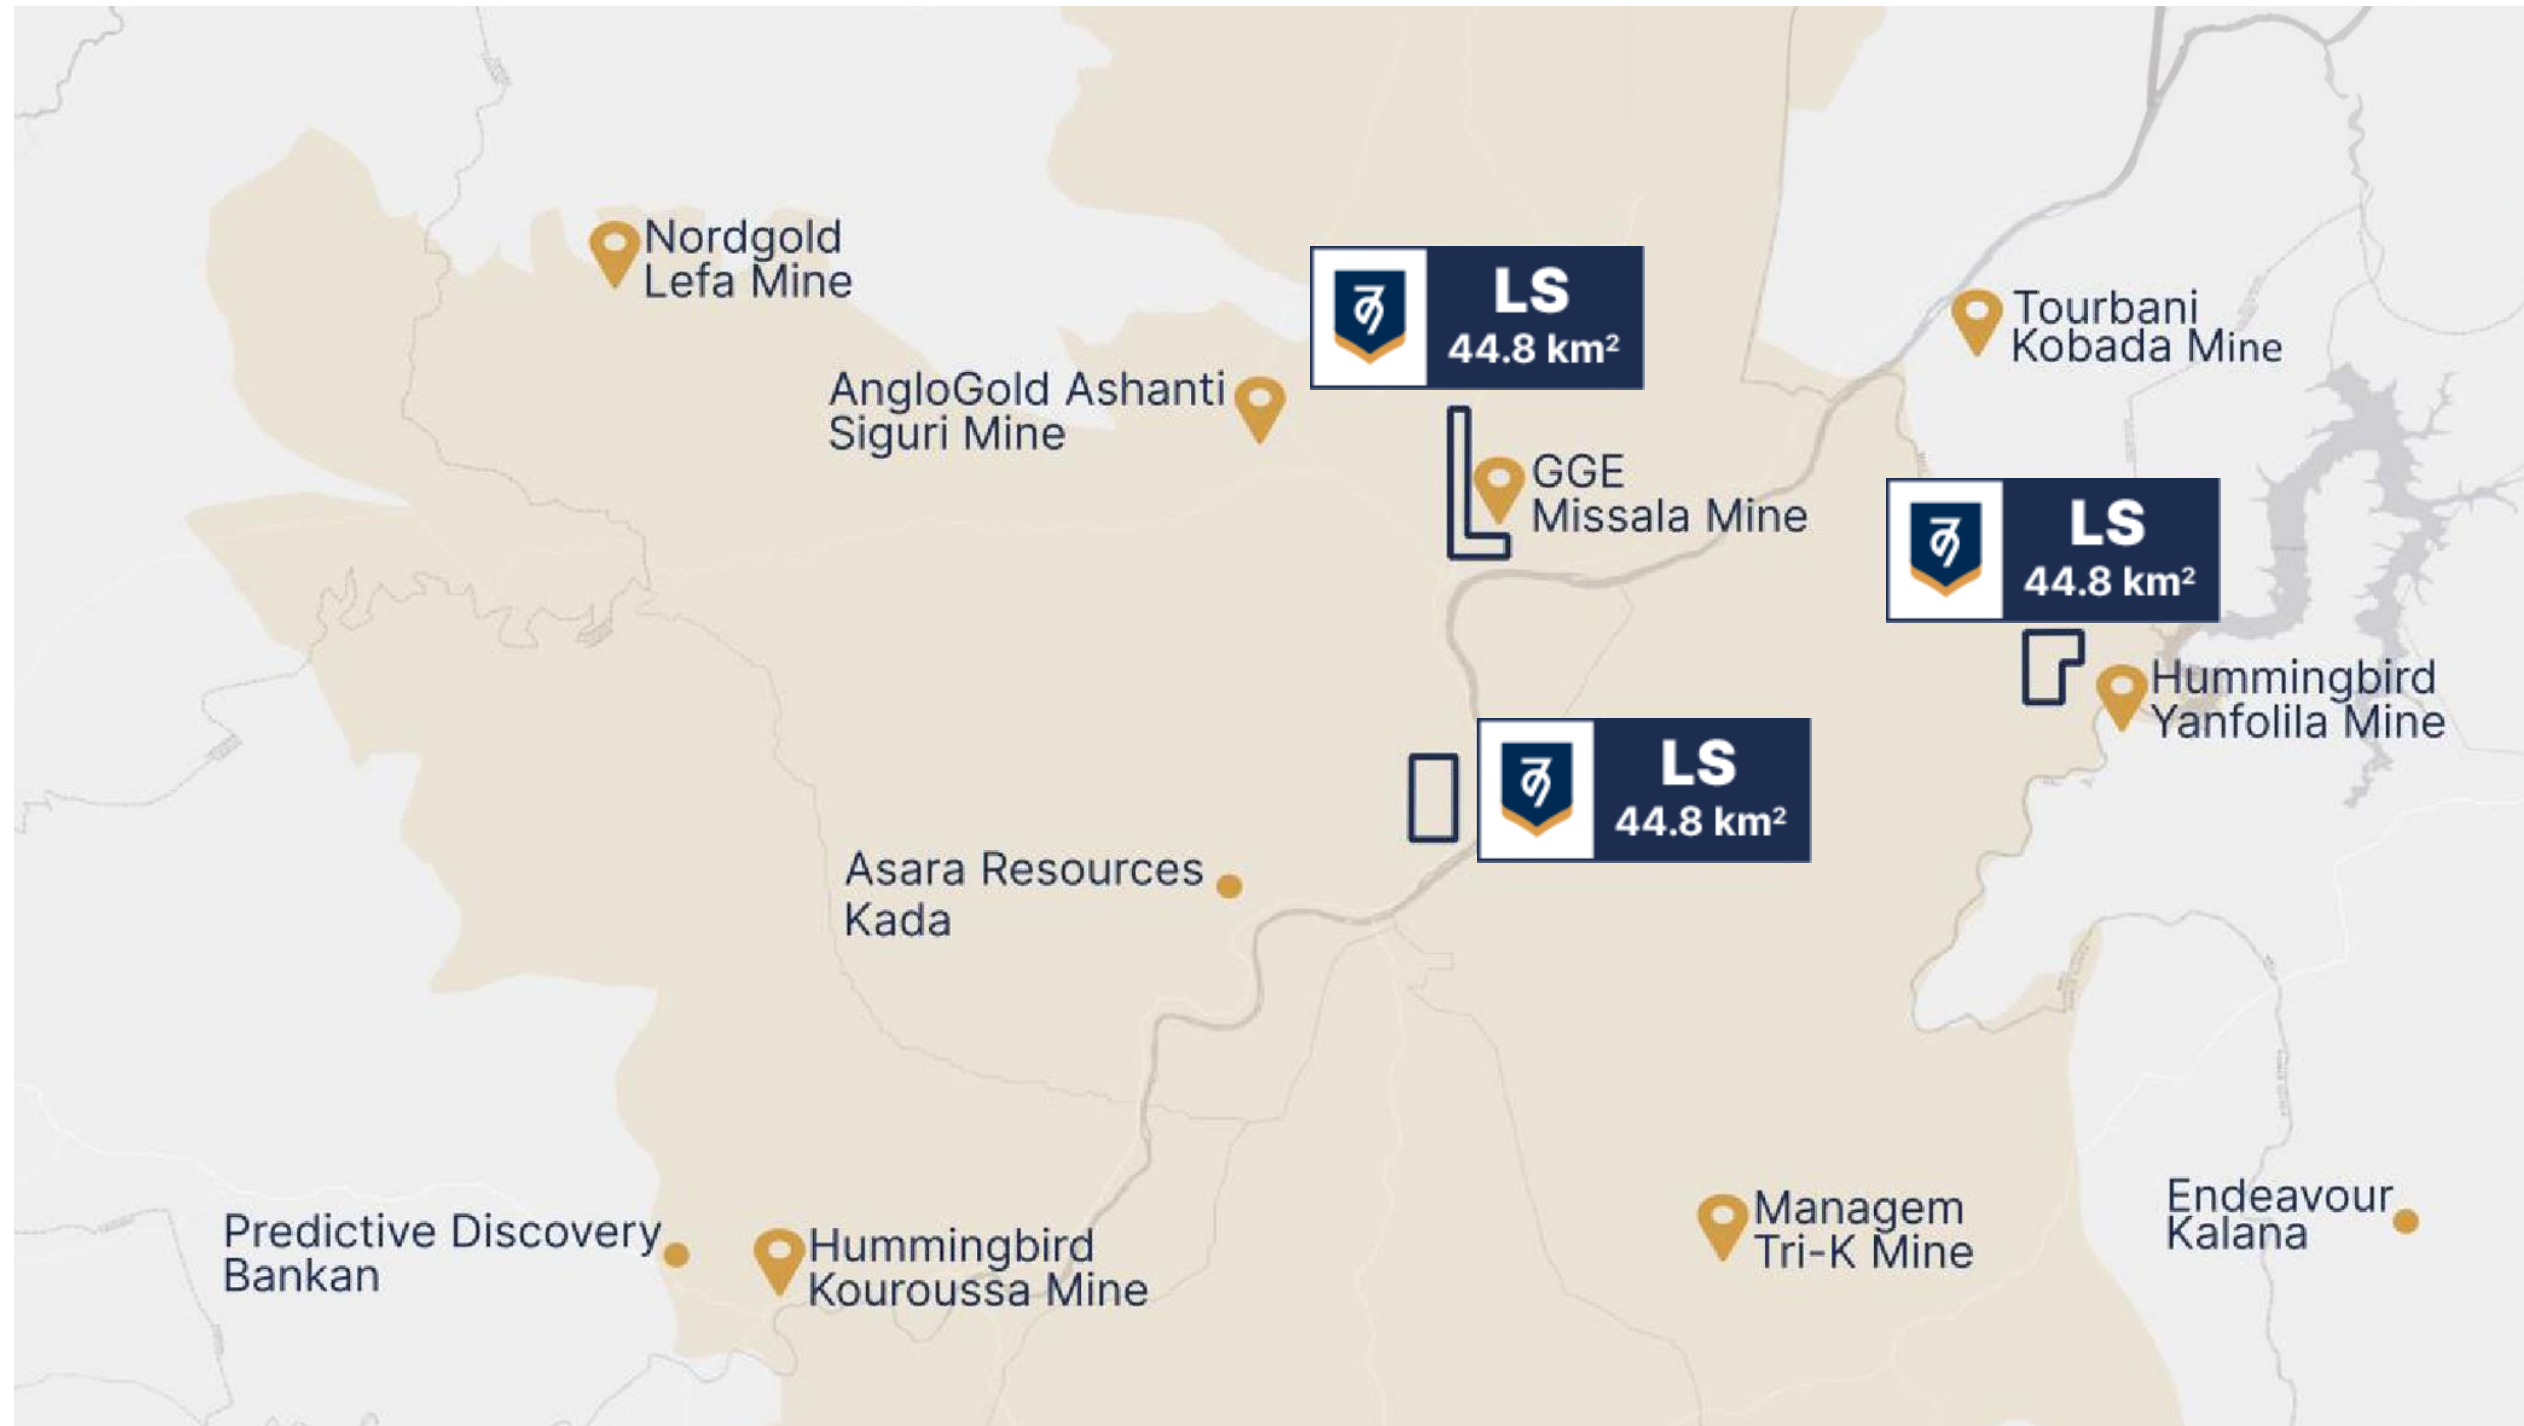 Nordgold
Lefa Mine
LS
44.8 km²
Tourbani
Kobada Mine
AngloGold Ashanti
Siguri Mine
GGE
Missala Mine
LS
44.8 km²
Hummingbird
Yanfolila Mine
LS
44.8 km²
Asara Resources
Kada
Managem
Tri-K Mine
Endeavour
Kalana
Predictive Discovery
Bankan
Hummingbird
Kouroussa Mine